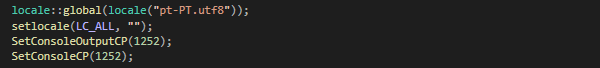 locale::global(locale("pt-PT.utf8"));
setlocale(LC_ALL, "");
SetConsoleOutputCP(1252);
SetConsoleCP(1252);